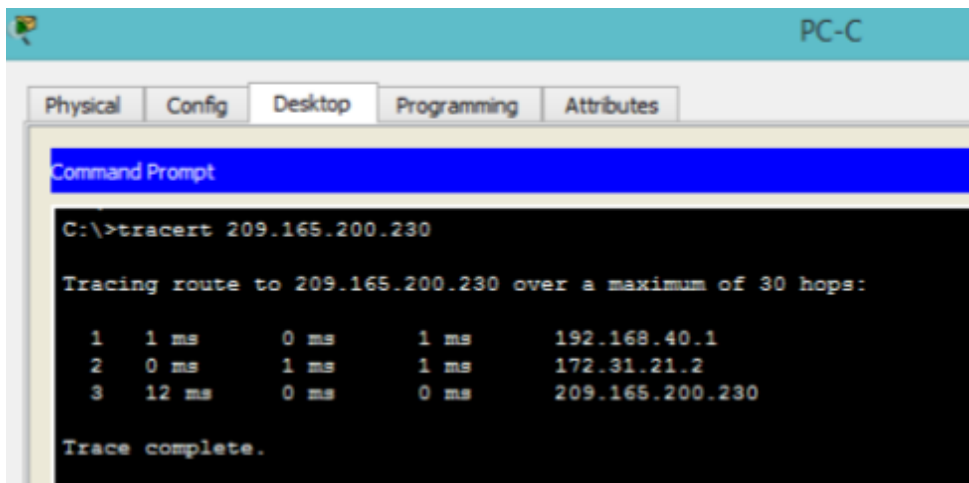 PC-C
Physical Config Desktop Programming Attributes
Command Prompt
C:\>tracert 209.165.200.230
Tracing route to 209.165.200.230 over a maximum of 30 hops:
1 1 ms 0 ms 1 ms 192.168.40.1
2 0 ms 1 ms 1 ms 172.31.21.2
3 12 ms 0 ms 0 ms 209.165.200.230
Trace complete.